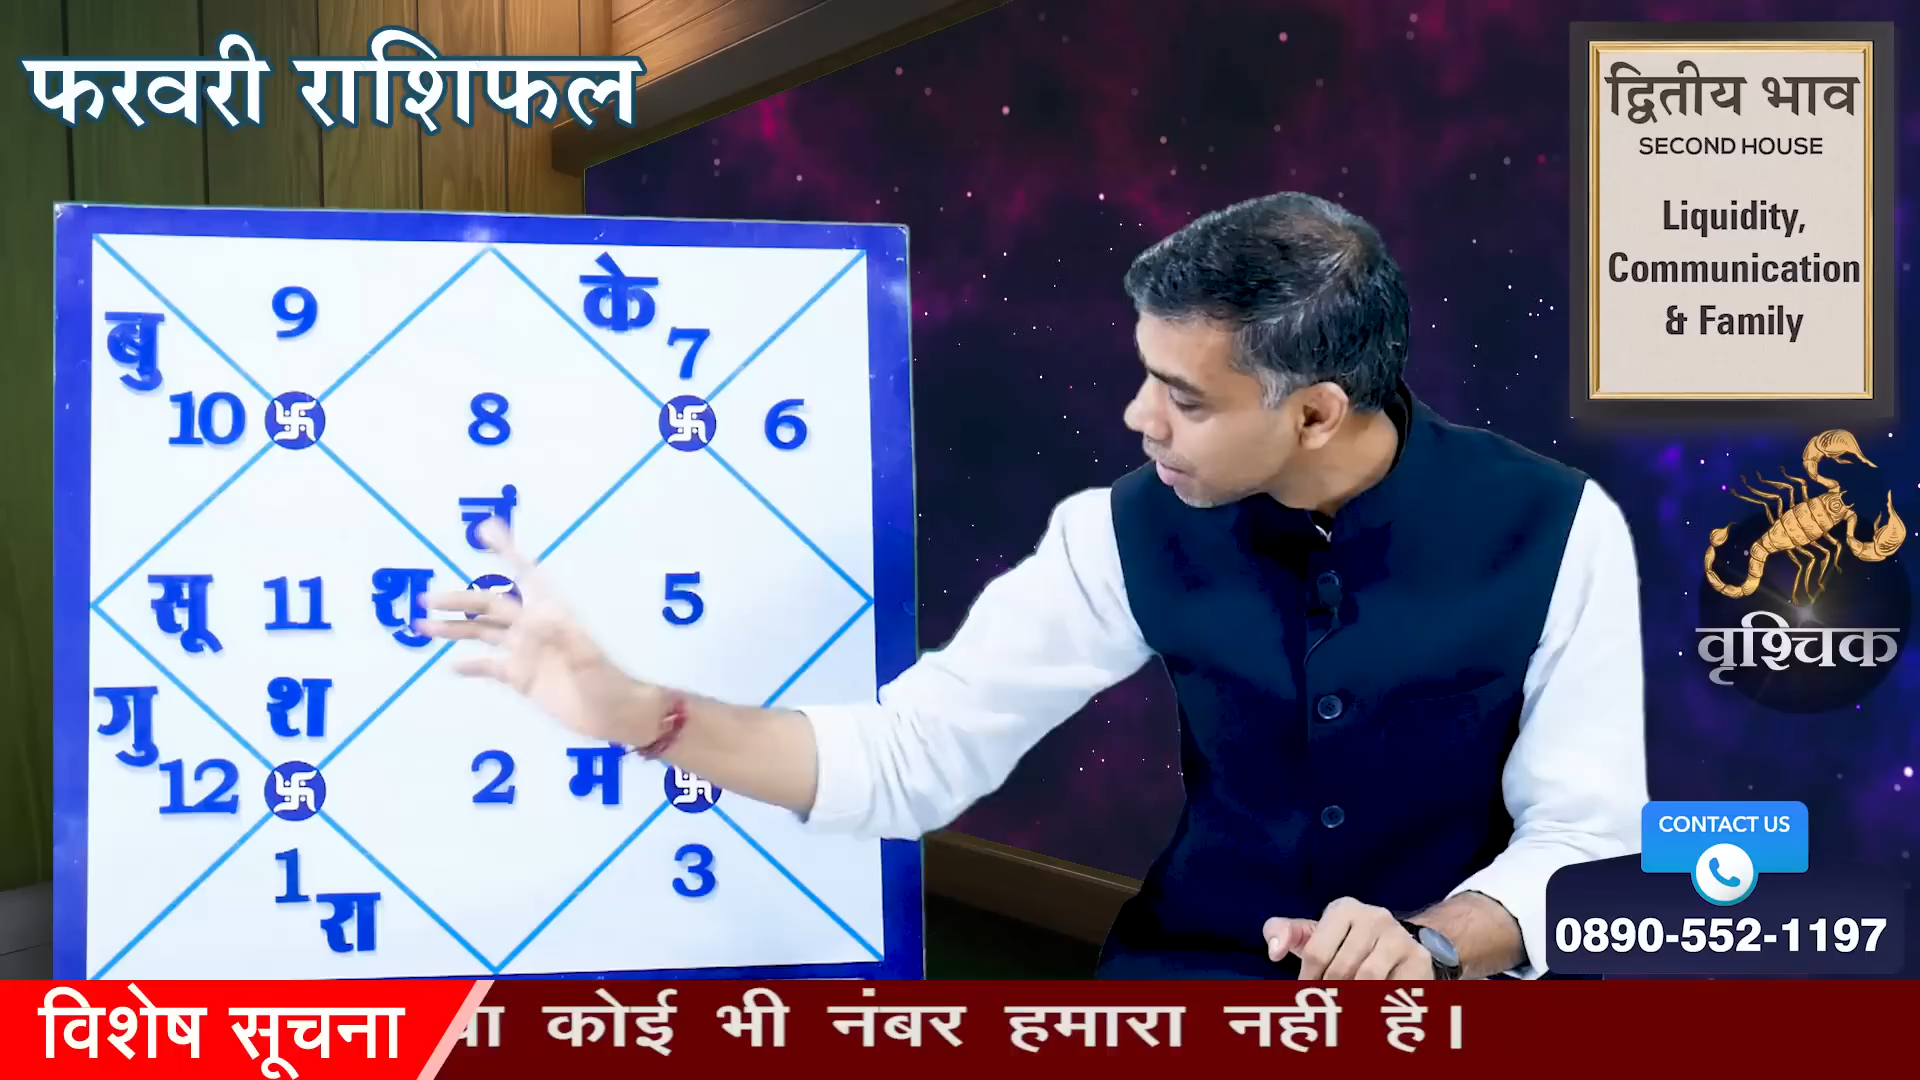 फरवरी राशिफल
द्वितीय भाव
SECOND HOUSE
Liquidity,
Communication
& Family
के
9
बु
7
10
8
6
चं
सू 11 शु
5
श
गु
12
2
मं
1
रा
3
वृश्चिक
CONTACT US
0890-552-1197
विशेष सूचना
कोई भी नंबर हमारा नहीं हैं।